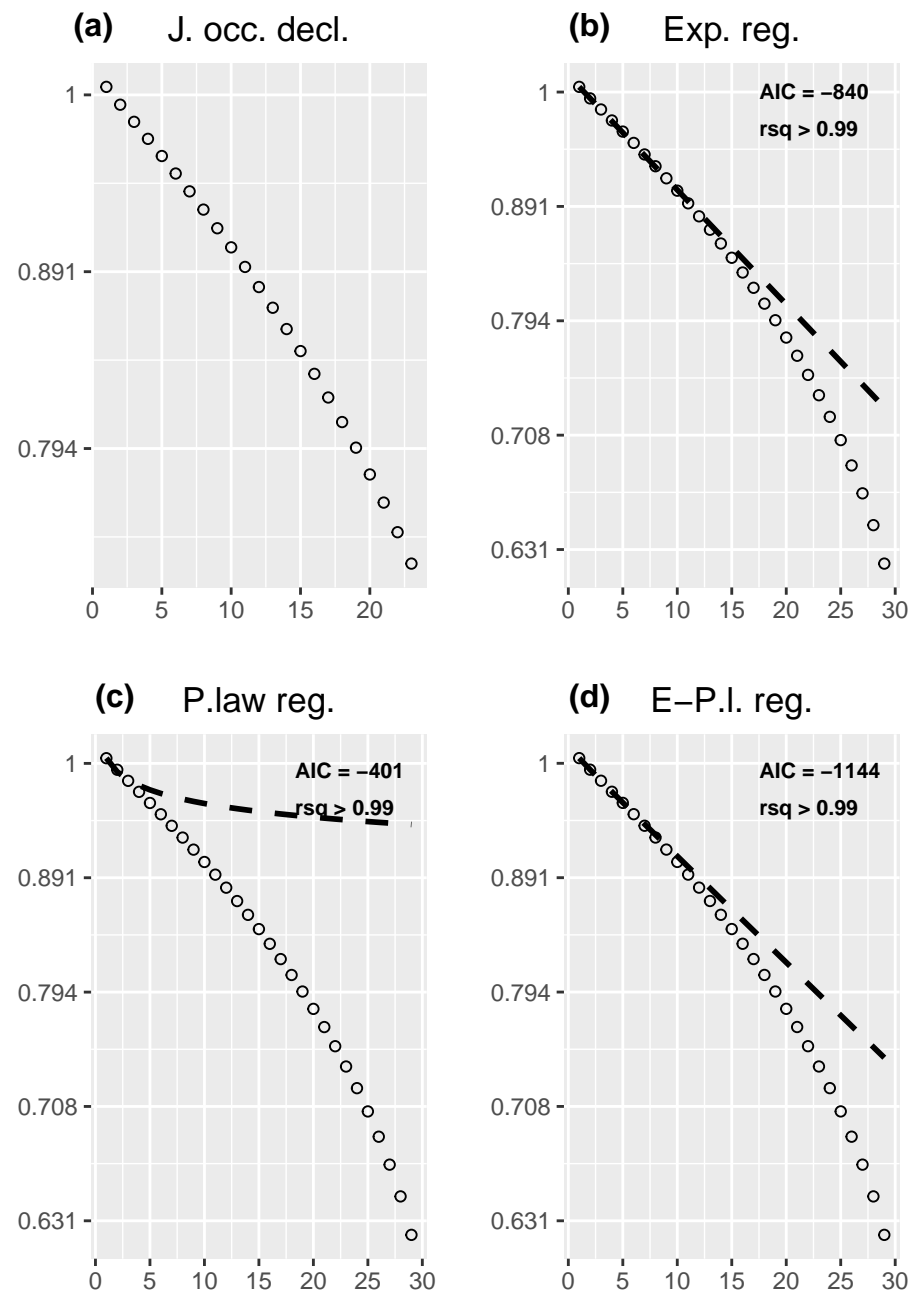 (a) J. occ. decl.
1
0.891
0.794
0 5 10 15 20
(b) Exp. reg.
AIC = −840
rsq > 0.99
1
0.891
0.794
0.708
0.631
0 5 10 15 20 25 30
(c) P.law reg.
AIC = −401
rsq > 0.99
1
0.891
0.794
0.708
0.631
0 5 10 15 20 25 30
(d) E−P.l. reg.
AIC = −1144
rsq > 0.99
1
0.891
0.794
0.708
0.631
0 5 10 15 20 25 30